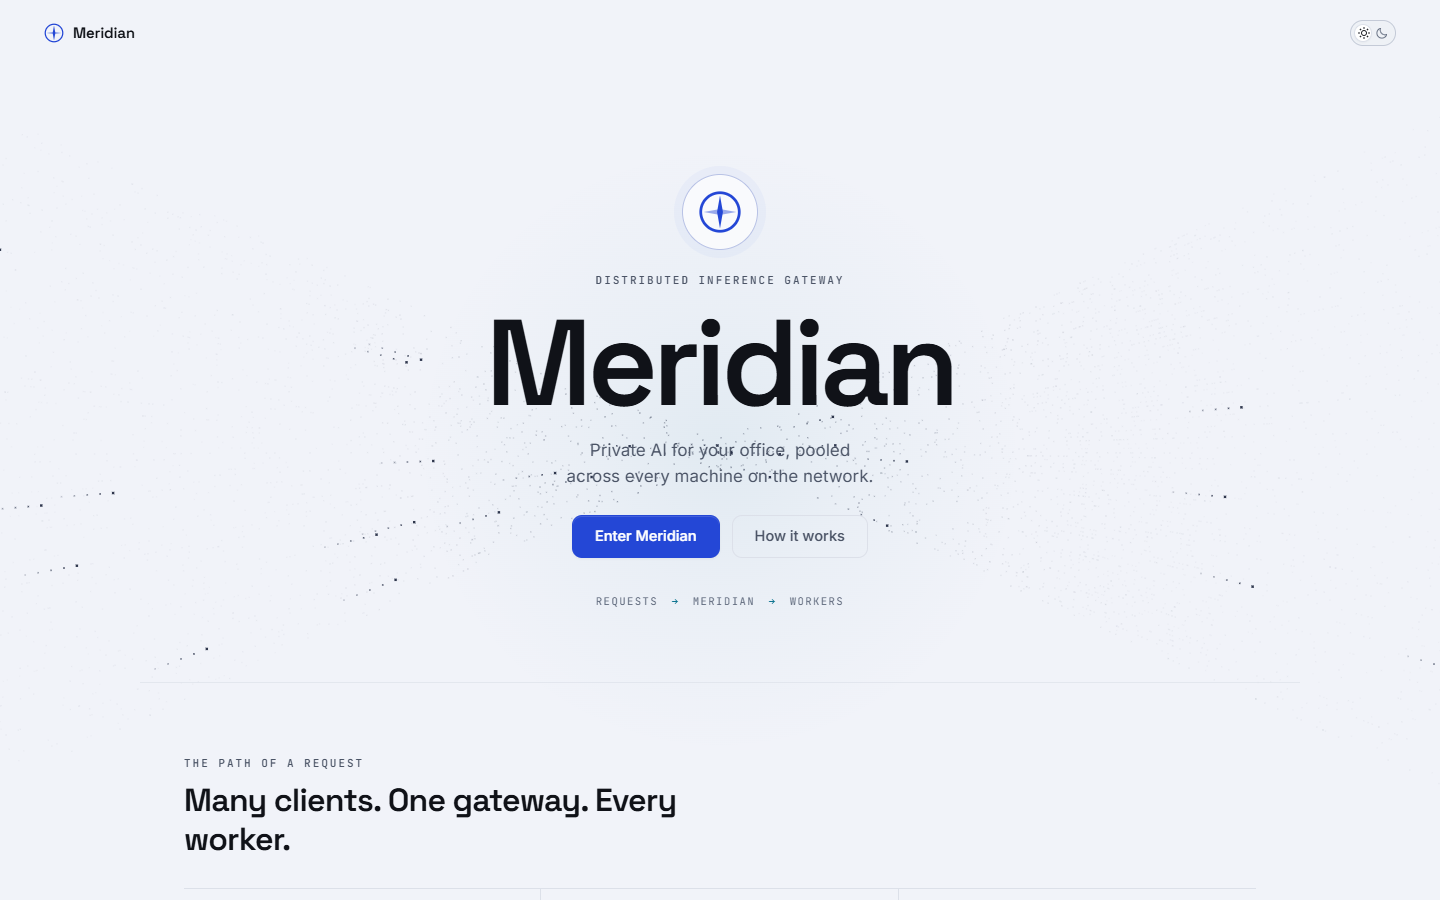 Meridian
DISTRIBUTED INFERENCE GATEWAY
Meridian
Private AI for your office, pooled
across every machine on the network.
Enter Meridian
How it works
REQUESTS → MERIDIAN → WORKERS
THE PATH OF A REQUEST
Many clients. One gateway. Every
worker.